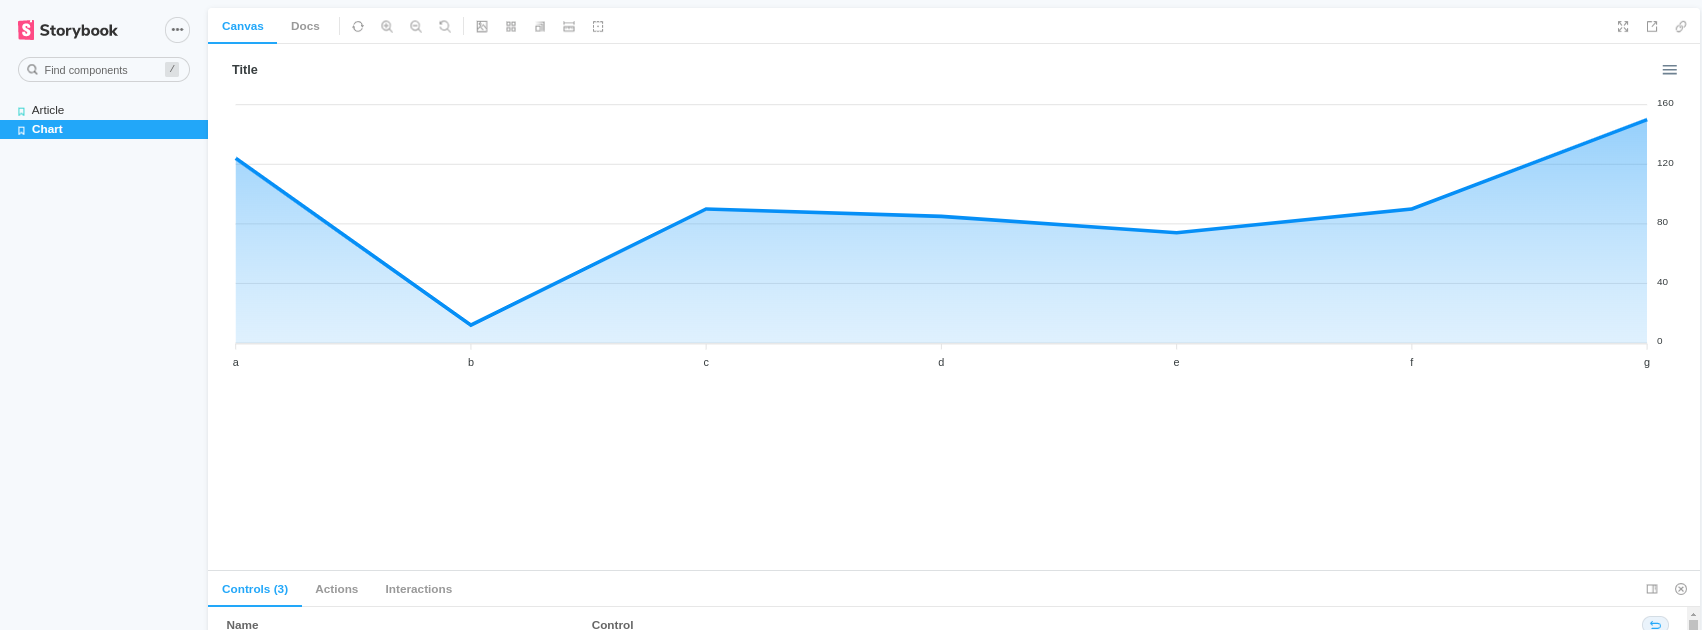 Storybook
Find components
/
Article
Chart
Canvas
Docs
Title
160
120
80
40
0
a
b
c
d
e
f
g
Controls (3)
Actions
Interactions
Name
Control